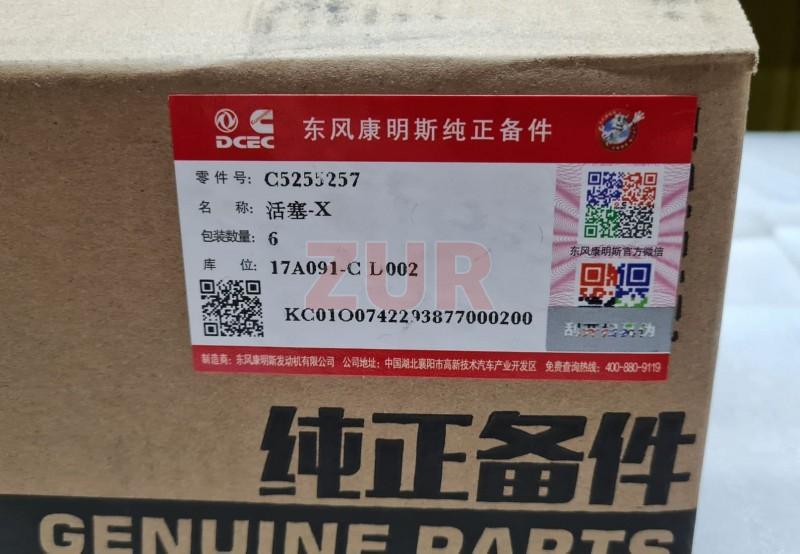 DCEC 东风康明斯纯正备件
零件号: C5255257
名 称: 活塞-X
包装数量: 6
库 位: 17A091-C L002
ZUR
KC01O0742293877000200
东风康明斯官方微信
制造商: 东风康明斯发动机有限公司 公司地址: 中国湖北襄阳市高新技术汽车产业开发区 免费查询热线: 400-880-9119
纯正备件
GENUINE PARTS